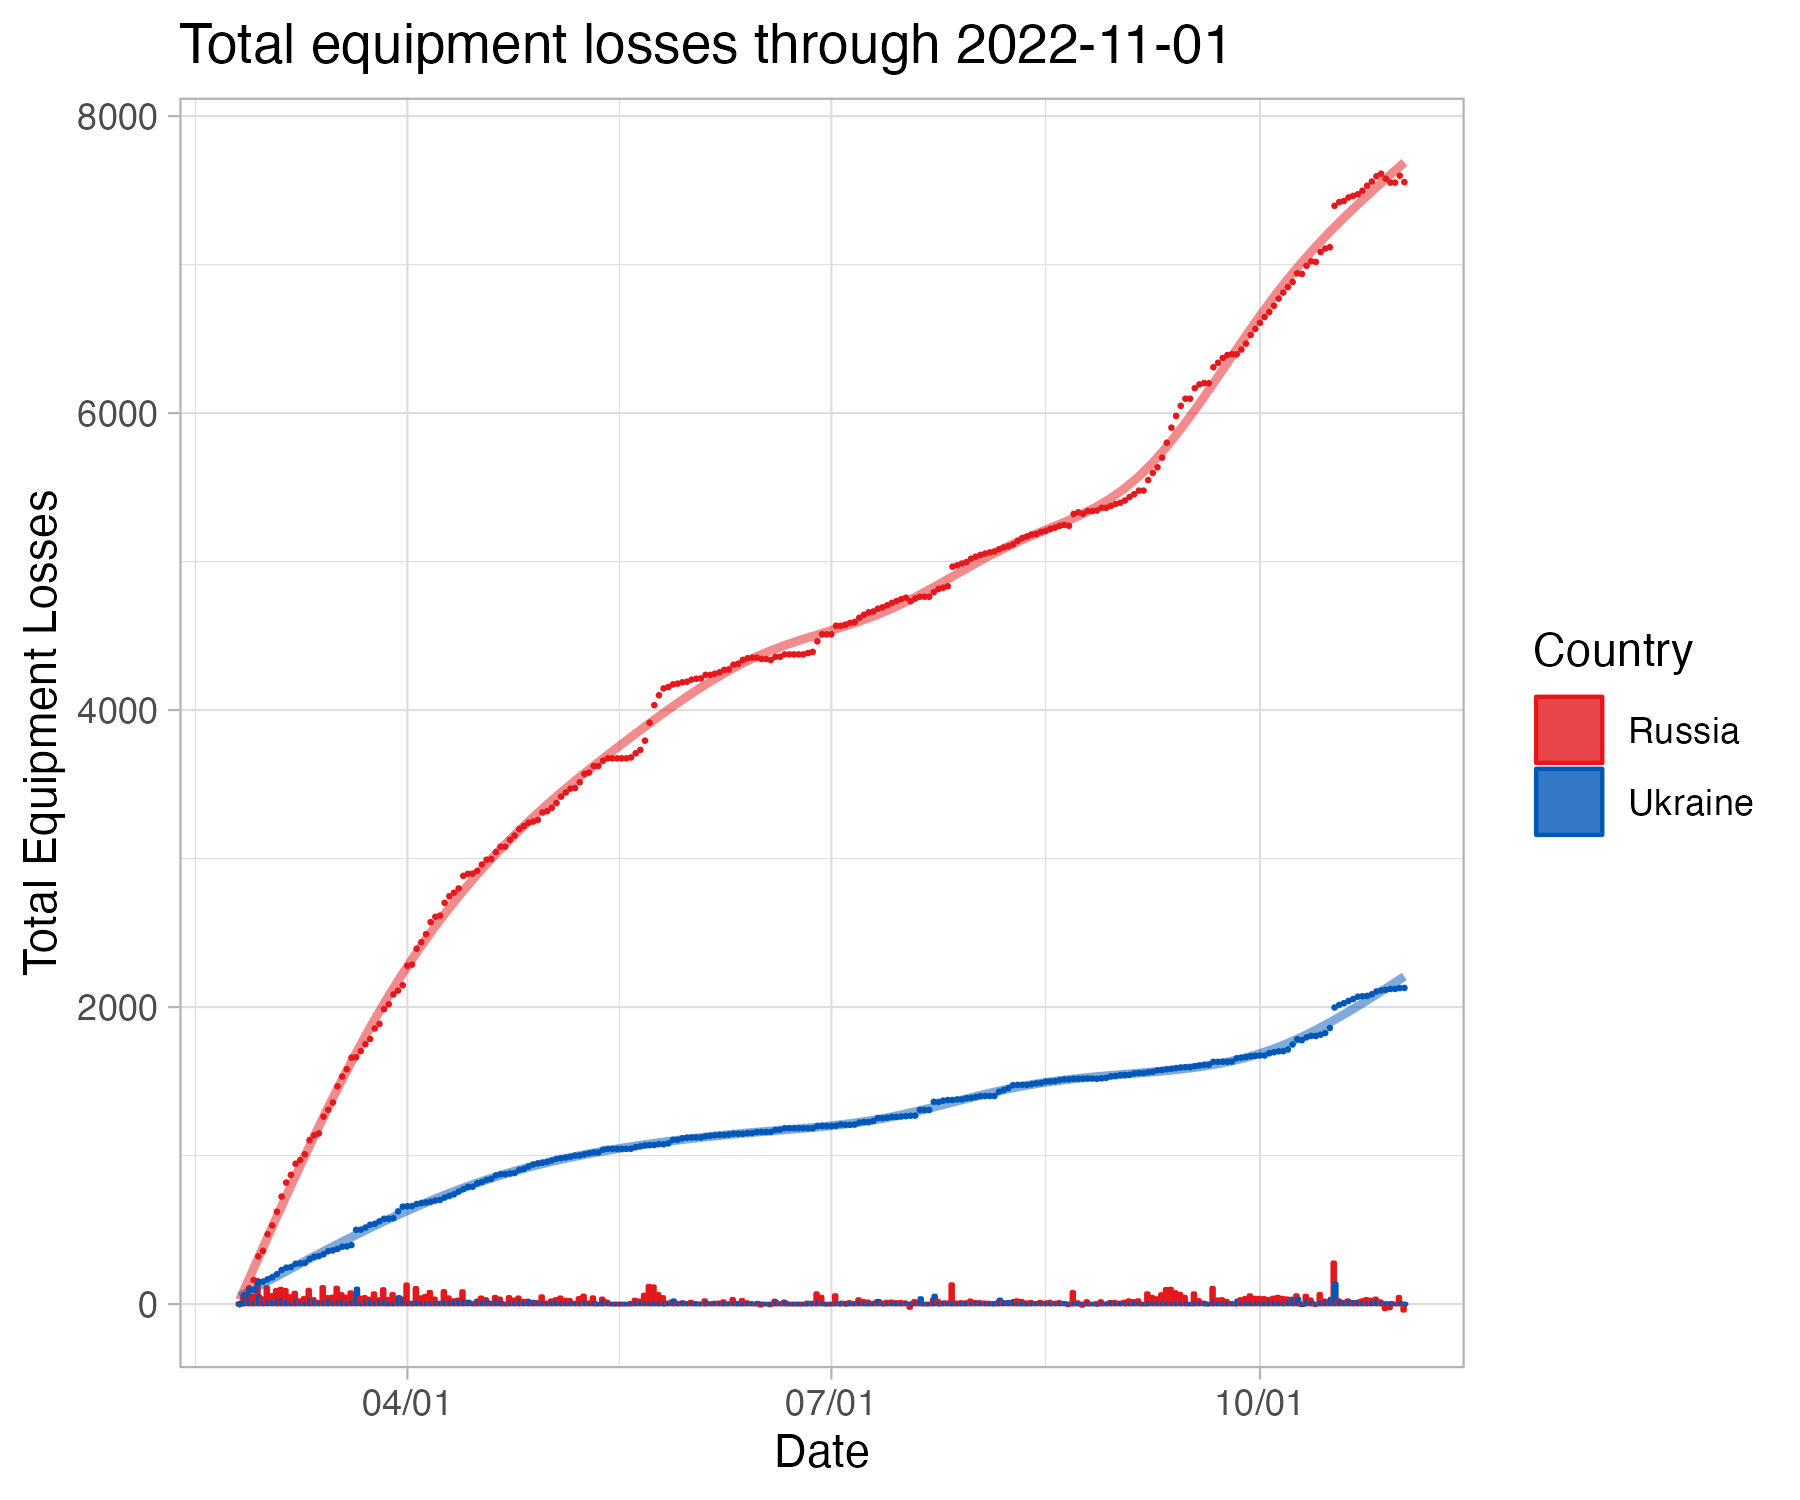 Total equipment losses through 2022-11-01
Total Equipment Losses
8000
6000
4000
2000
0
04/01
07/01
10/01
Date
Country
Russia
Ukraine